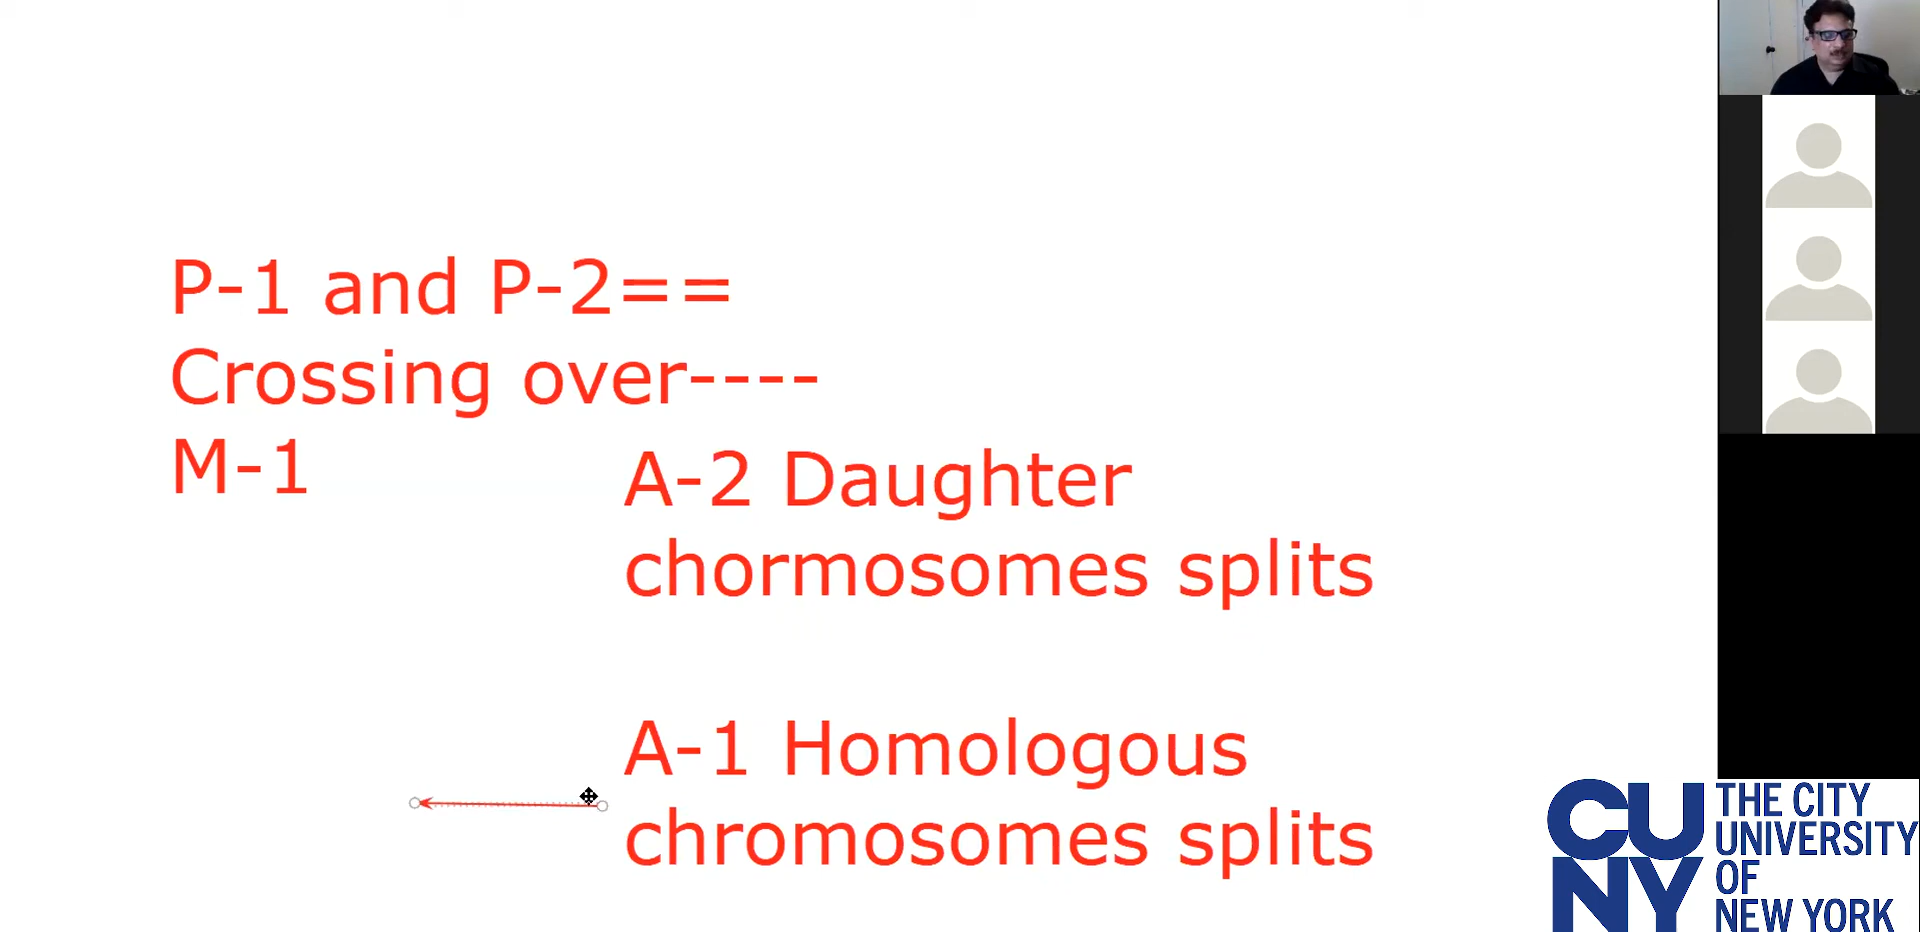 P-1 and P-2==
Crossing over----
M-1
A-2 Daughter
chormosomes splits
A-1 Homologous
chromosomes splits
CU
NY
THE CITY
UNIVERSITY
OF
NEW YORK